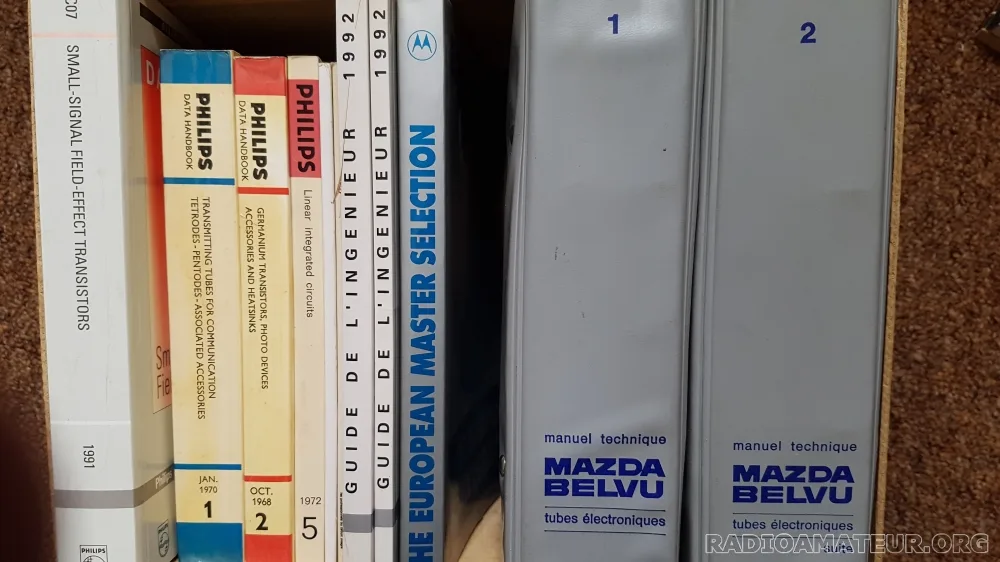 C07
SMALL-SIGNAL FIELD-EFFECT TRANSISTORS
1991
PHILIPS
PHILIPS
DATA HANDBOOK
TRANSMITTING TUBES FOR COMMUNICATION
TETRODES-PENTODES-ASSOCIATED ACCESSORIES
JAN.
1970
1
PHILIPS
DATA HANDBOOK
GERMANIUM TRANSISTORS, PHOTO DEVICES
ACCESSORIES AND HEATSINKS
OCT.
1968
2
PHILIPS
Linear integrated circuits
1972
5
GUIDE DE L'INGENIEUR 1992
GUIDE DE L'INGENIEUR 1992
THE EUROPEAN MASTER SELECTION
1
manuel technique
MAZDA
BELVU
tubes électroniques
2
manuel technique
MAZDA
BELVU
tubes électroniques
suite
RADIOAMATEUR.ORG